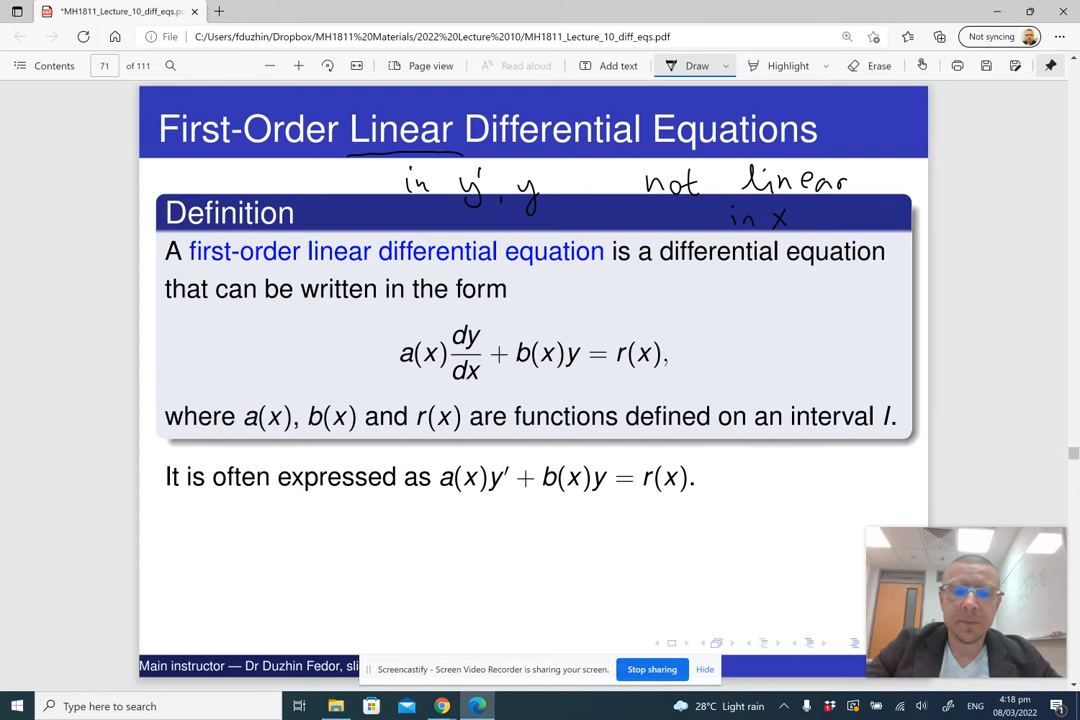 *MH1811_Lecture_10_diff_eqs.pc
File C:/Users/fduzhin/Dropbox/MH1811%20Materials/2022%20Lecture%2010/MH1811_Lecture_10_diff_eqs.pdf Not syncing
Contents 71 of 111 Page view Read aloud Add text Draw Highlight Erase
First-Order Linear Differential Equations
in y', y not linear
in x
Definition
A first-order linear differential equation is a differential equation
that can be written in the form
a(x) dy/dx + b(x)y = r(x),
where a(x), b(x) and r(x) are functions defined on an interval I.
It is often expressed as a(x)y′ + b(x)y = r(x).
Main instructor — Dr Duzhin Fedor, sli
Screencastify - Screen Video Recorder is sharing your screen. Stop sharing Hide
Type here to search 28°C Light rain ENG 4:18 pm
08/03/2022